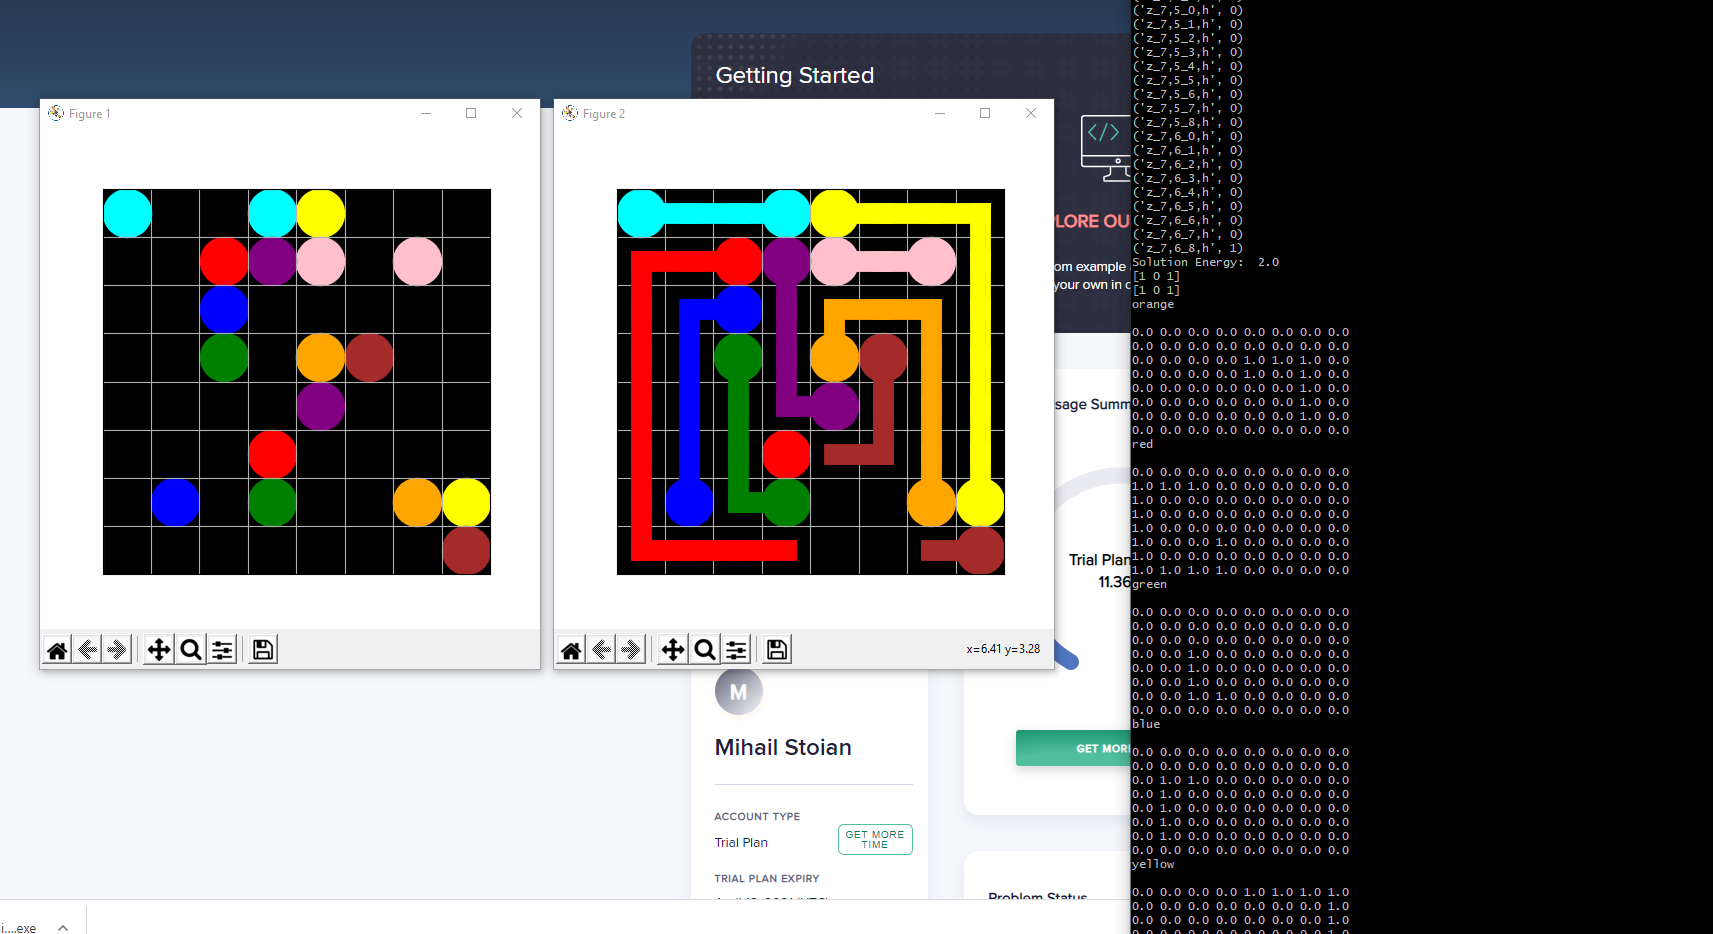 Getting Started
</>
PLORE OU
om example
your own in c
Figure 1
Figure 2
x=6.41 y=3.28
sage Summ
Trial Plan
11.36
GET MORE
M
Mihail Stoian
ACCOUNT TYPE
Trial Plan
GET MORE
TIME
TRIAL PLAN EXPIRY
Problem Status
i....exe
('z_7,5_0,h', 0)
('z_7,5_1,h', 0)
('z_7,5_2,h', 0)
('z_7,5_3,h', 0)
('z_7,5_4,h', 0)
('z_7,5_5,h', 0)
('z_7,5_6,h', 0)
('z_7,5_7,h', 0)
('z_7,5_8,h', 0)
('z_7,6_0,h', 0)
('z_7,6_1,h', 0)
('z_7,6_2,h', 0)
('z_7,6_3,h', 0)
('z_7,6_4,h', 0)
('z_7,6_5,h', 0)
('z_7,6_6,h', 0)
('z_7,6_7,h', 0)
('z_7,6_8,h', 1)
Solution Energy:  2.0
[1 0 1]
[1 0 1]
orange
0.0 0.0 0.0 0.0 0.0 0.0 0.0 0.0
0.0 0.0 0.0 0.0 0.0 0.0 0.0 0.0
0.0 0.0 0.0 0.0 1.0 1.0 1.0 0.0
0.0 0.0 0.0 0.0 1.0 0.0 1.0 0.0
0.0 0.0 0.0 0.0 0.0 0.0 1.0 0.0
0.0 0.0 0.0 0.0 0.0 0.0 1.0 0.0
0.0 0.0 0.0 0.0 0.0 0.0 1.0 0.0
0.0 0.0 0.0 0.0 0.0 0.0 0.0 0.0
red
0.0 0.0 0.0 0.0 0.0 0.0 0.0 0.0
1.0 1.0 1.0 0.0 0.0 0.0 0.0 0.0
1.0 0.0 0.0 0.0 0.0 0.0 0.0 0.0
1.0 0.0 0.0 0.0 0.0 0.0 0.0 0.0
1.0 0.0 0.0 0.0 0.0 0.0 0.0 0.0
1.0 0.0 0.0 1.0 0.0 0.0 0.0 0.0
1.0 0.0 0.0 0.0 0.0 0.0 0.0 0.0
1.0 1.0 1.0 1.0 0.0 0.0 0.0 0.0
green
0.0 0.0 0.0 0.0 0.0 0.0 0.0 0.0
0.0 0.0 0.0 0.0 0.0 0.0 0.0 0.0
0.0 0.0 0.0 0.0 0.0 0.0 0.0 0.0
0.0 0.0 1.0 0.0 0.0 0.0 0.0 0.0
0.0 0.0 1.0 0.0 0.0 0.0 0.0 0.0
0.0 0.0 1.0 0.0 0.0 0.0 0.0 0.0
0.0 0.0 1.0 1.0 0.0 0.0 0.0 0.0
0.0 0.0 0.0 0.0 0.0 0.0 0.0 0.0
blue
0.0 0.0 0.0 0.0 0.0 0.0 0.0 0.0
0.0 0.0 0.0 0.0 0.0 0.0 0.0 0.0
0.0 1.0 1.0 0.0 0.0 0.0 0.0 0.0
0.0 1.0 0.0 0.0 0.0 0.0 0.0 0.0
0.0 1.0 0.0 0.0 0.0 0.0 0.0 0.0
0.0 1.0 0.0 0.0 0.0 0.0 0.0 0.0
0.0 1.0 0.0 0.0 0.0 0.0 0.0 0.0
0.0 0.0 0.0 0.0 0.0 0.0 0.0 0.0
yellow
0.0 0.0 0.0 0.0 1.0 1.0 1.0 1.0
0.0 0.0 0.0 0.0 0.0 0.0 0.0 1.0
0.0 0.0 0.0 0.0 0.0 0.0 0.0 1.0
0.0 0.0 0.0 0.0 0.0 0.0 0.0 1.0